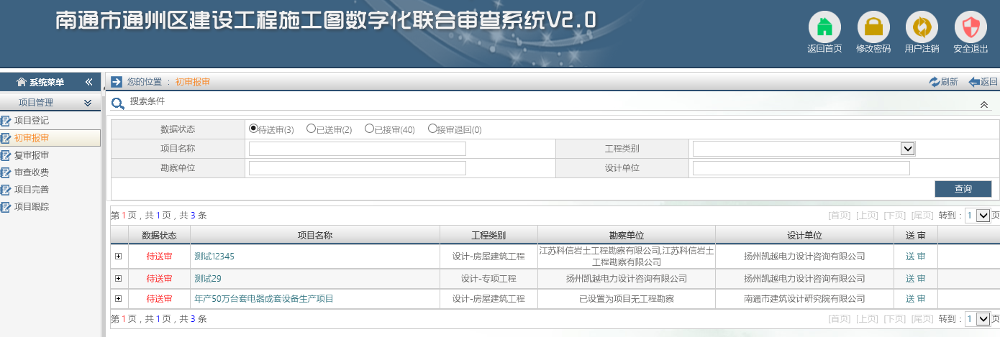 南通市通州区建设工程施工图数字化联合审查系统V2.0
返回首页 修改密码 用户注销 安全退出
系统菜单
您的位置 : 初审报审
刷新 返回
项目管理
搜索条件
项目登记
初审报审
复审报审
审查收费
项目完善
项目跟踪
数据状态 待送审(3) 已送审(2) 已接审(40) 接审退回(0)
项目名称 工程类别
勘察单位 设计单位
查询
第 1 页 , 共 1 页 , 共 3 条 [首页] [上页] [下页] [尾页] 转到 : 1 页
数据状态 项目名称 工程类别 勘察单位 设计单位 送 审
待送审 测试12345 设计-房屋建筑工程 江苏科信岩土工程勘察有限公司,江苏科信岩土
工程勘察有限公司 扬州凯越电力设计咨询有限公司 送 审
待送审 测试29 设计-专项工程 扬州凯越电力设计咨询有限公司 扬州凯越电力设计咨询有限公司 送 审
待送审 年产50万台套电器成套设备生产项目 设计-房屋建筑工程 已设置为项目无工程勘察 南通市建筑设计研究院有限公司 送 审
第 1 页 , 共 1 页 , 共 3 条 [首页] [上页] [下页] [尾页] 转到 : 1 页